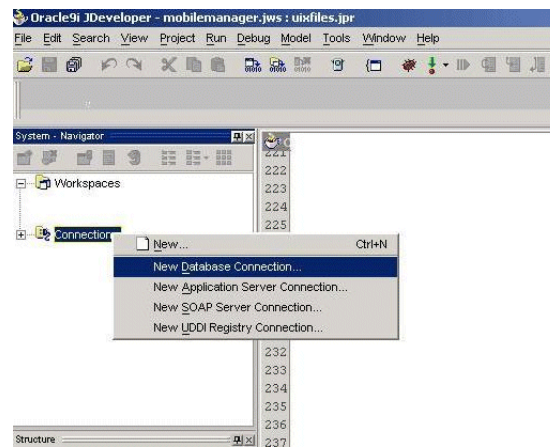 Oracle9i JDeveloper - mobilemanager.jws : uixfiles.jpr
File Edit Search View Project Run Debug Model Tools Window Help
System - Navigator
221
222
Workspaces
223
224
225
Connection
New... Ctrl+N
New Database Connection...
New Application Server Connection...
New SOAP Server Connection...
New UDDI Registry Connection...
232
233
234
235
236
Structure
237